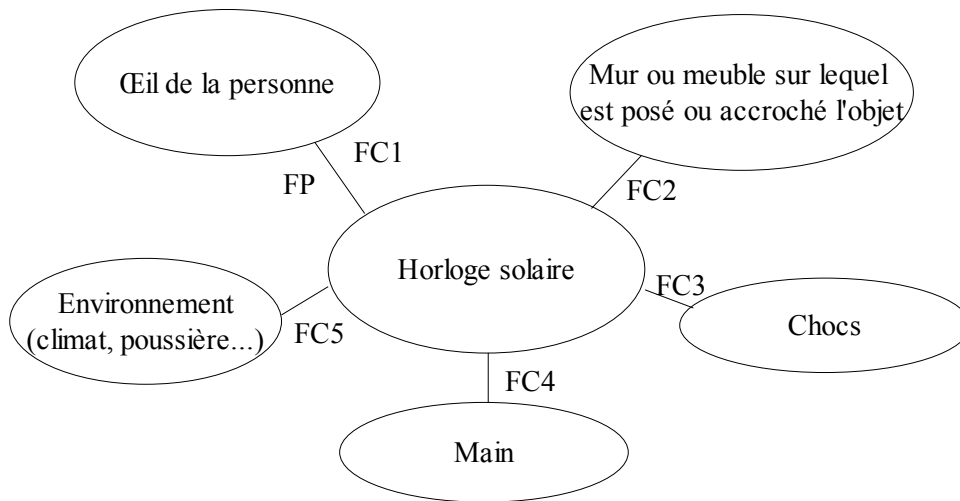 Œil de la personne
Mur ou meuble sur lequel
est posé ou accroché l'objet
FC1
FP
FC2
Horloge solaire
FC3
Environnement
(climat, poussière...)
FC5
Chocs
FC4
Main